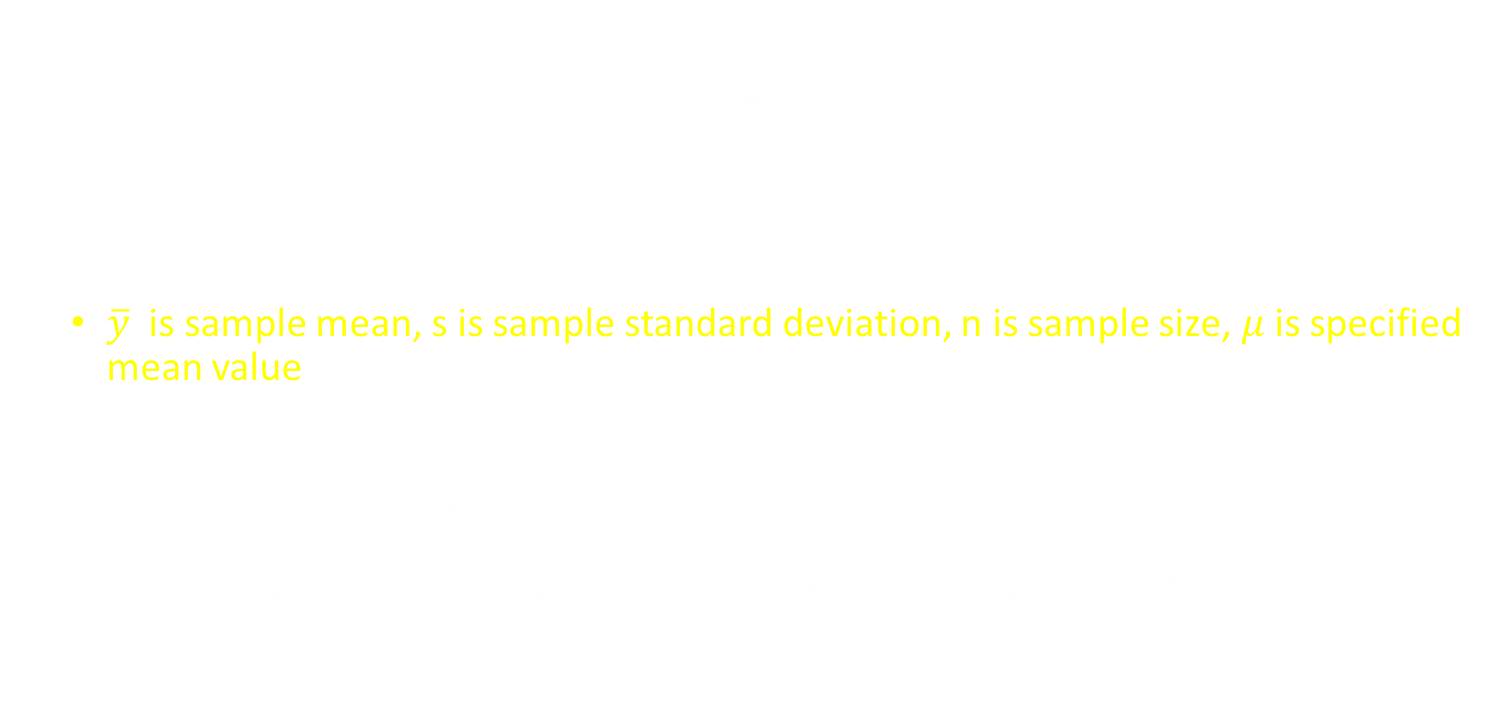 • ȳ is sample mean, s is sample standard deviation, n is sample size, 𝜇 is specified
mean value